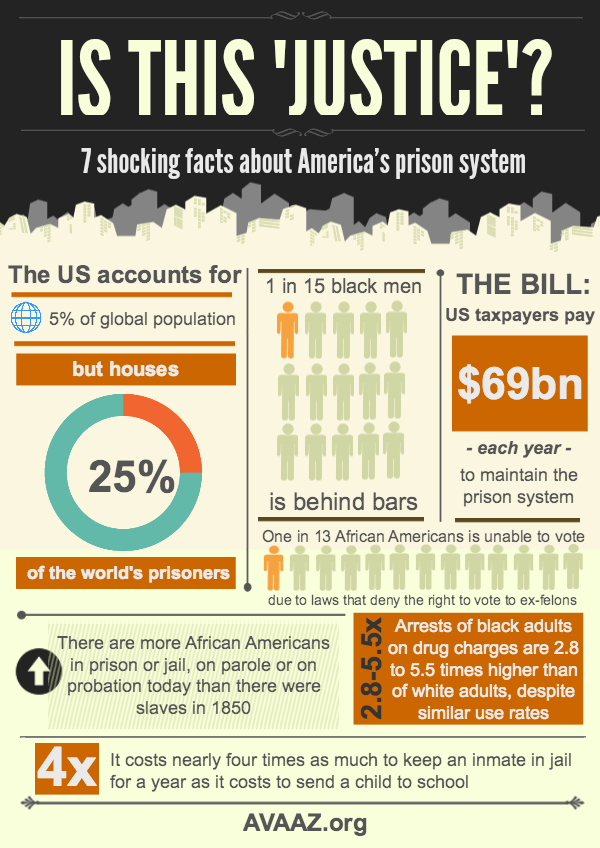 IS THIS 'JUSTICE'?
7 shocking facts about America's prison system
The US accounts for
5% of global population
but houses
25%
of the world's prisoners
1 in 15 black men
is behind bars
THE BILL:
US taxpayers pay
$69bn
- each year -
to maintain the
prison system
One in 13 African Americans is unable to vote
due to laws that deny the right to vote to ex-felons
There are more African Americans
in prison or jail, on parole or on
probation today than there were
slaves in 1850
2.8-5.5x
Arrests of black adults
on drug charges are 2.8
to 5.5 times higher than
of white adults, despite
similar use rates
4x
It costs nearly four times as much to keep an inmate in jail
for a year as it costs to send a child to school
AVAAZ.org